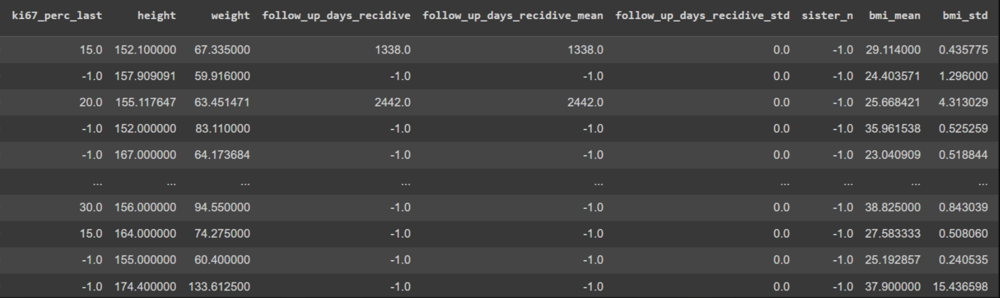 ki67_perc_last height weight follow_up_days_recidive follow_up_days_recidive_mean follow_up_days_recidive_std sister_n bmi_mean bmi_std
15.0 152.100000 67.335000 1338.0 1338.0 0.0 -1.0 29.114000 0.435775
-1.0 157.909091 59.916000 -1.0 -1.0 0.0 -1.0 24.403571 1.296000
20.0 155.117647 63.451471 2442.0 2442.0 0.0 -1.0 25.668421 4.313029
-1.0 152.000000 83.110000 -1.0 -1.0 0.0 -1.0 35.961538 0.525259
-1.0 167.000000 64.173684 -1.0 -1.0 0.0 -1.0 23.040909 0.518844
... ... ... ... ... ... ... ... ...
30.0 156.000000 94.550000 -1.0 -1.0 0.0 -1.0 38.825000 0.843039
15.0 164.000000 74.275000 -1.0 -1.0 0.0 -1.0 27.583333 0.508060
-1.0 155.000000 60.400000 -1.0 -1.0 0.0 -1.0 25.192857 0.240535
-1.0 174.400000 133.612500 -1.0 -1.0 0.0 -1.0 37.900000 15.436598